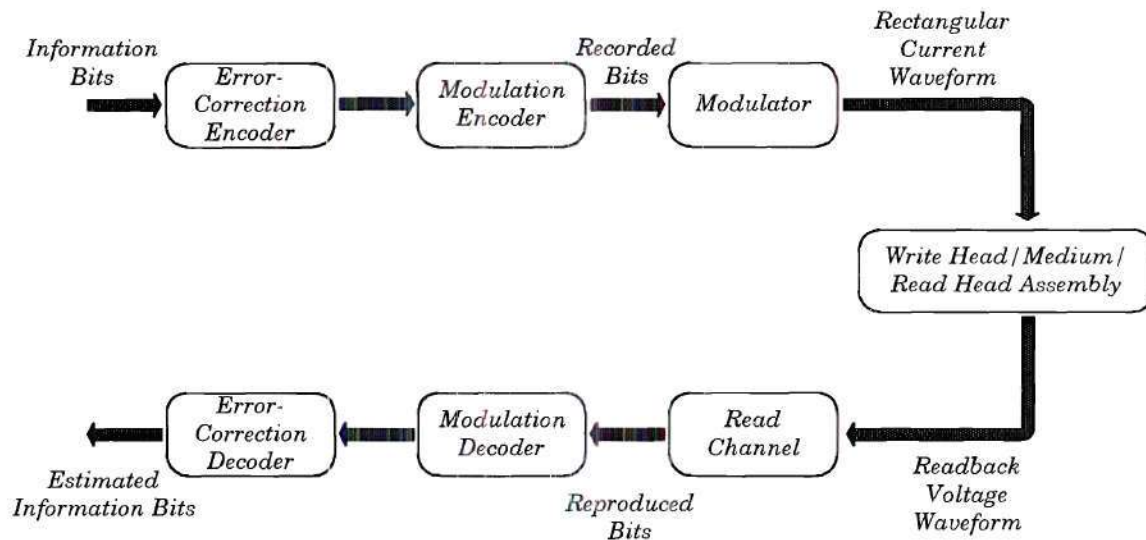 Information
Bits
Error-
Correction
Encoder
Modulation
Encoder
Recorded
Bits
Modulator
Rectangular
Current
Waveform
Write Head/Medium/
Read Head Assembly
Readback
Voltage
Waveform
Read
Channel
Reproduced
Bits
Modulation
Decoder
Error-
Correction
Decoder
Estimated
Information Bits